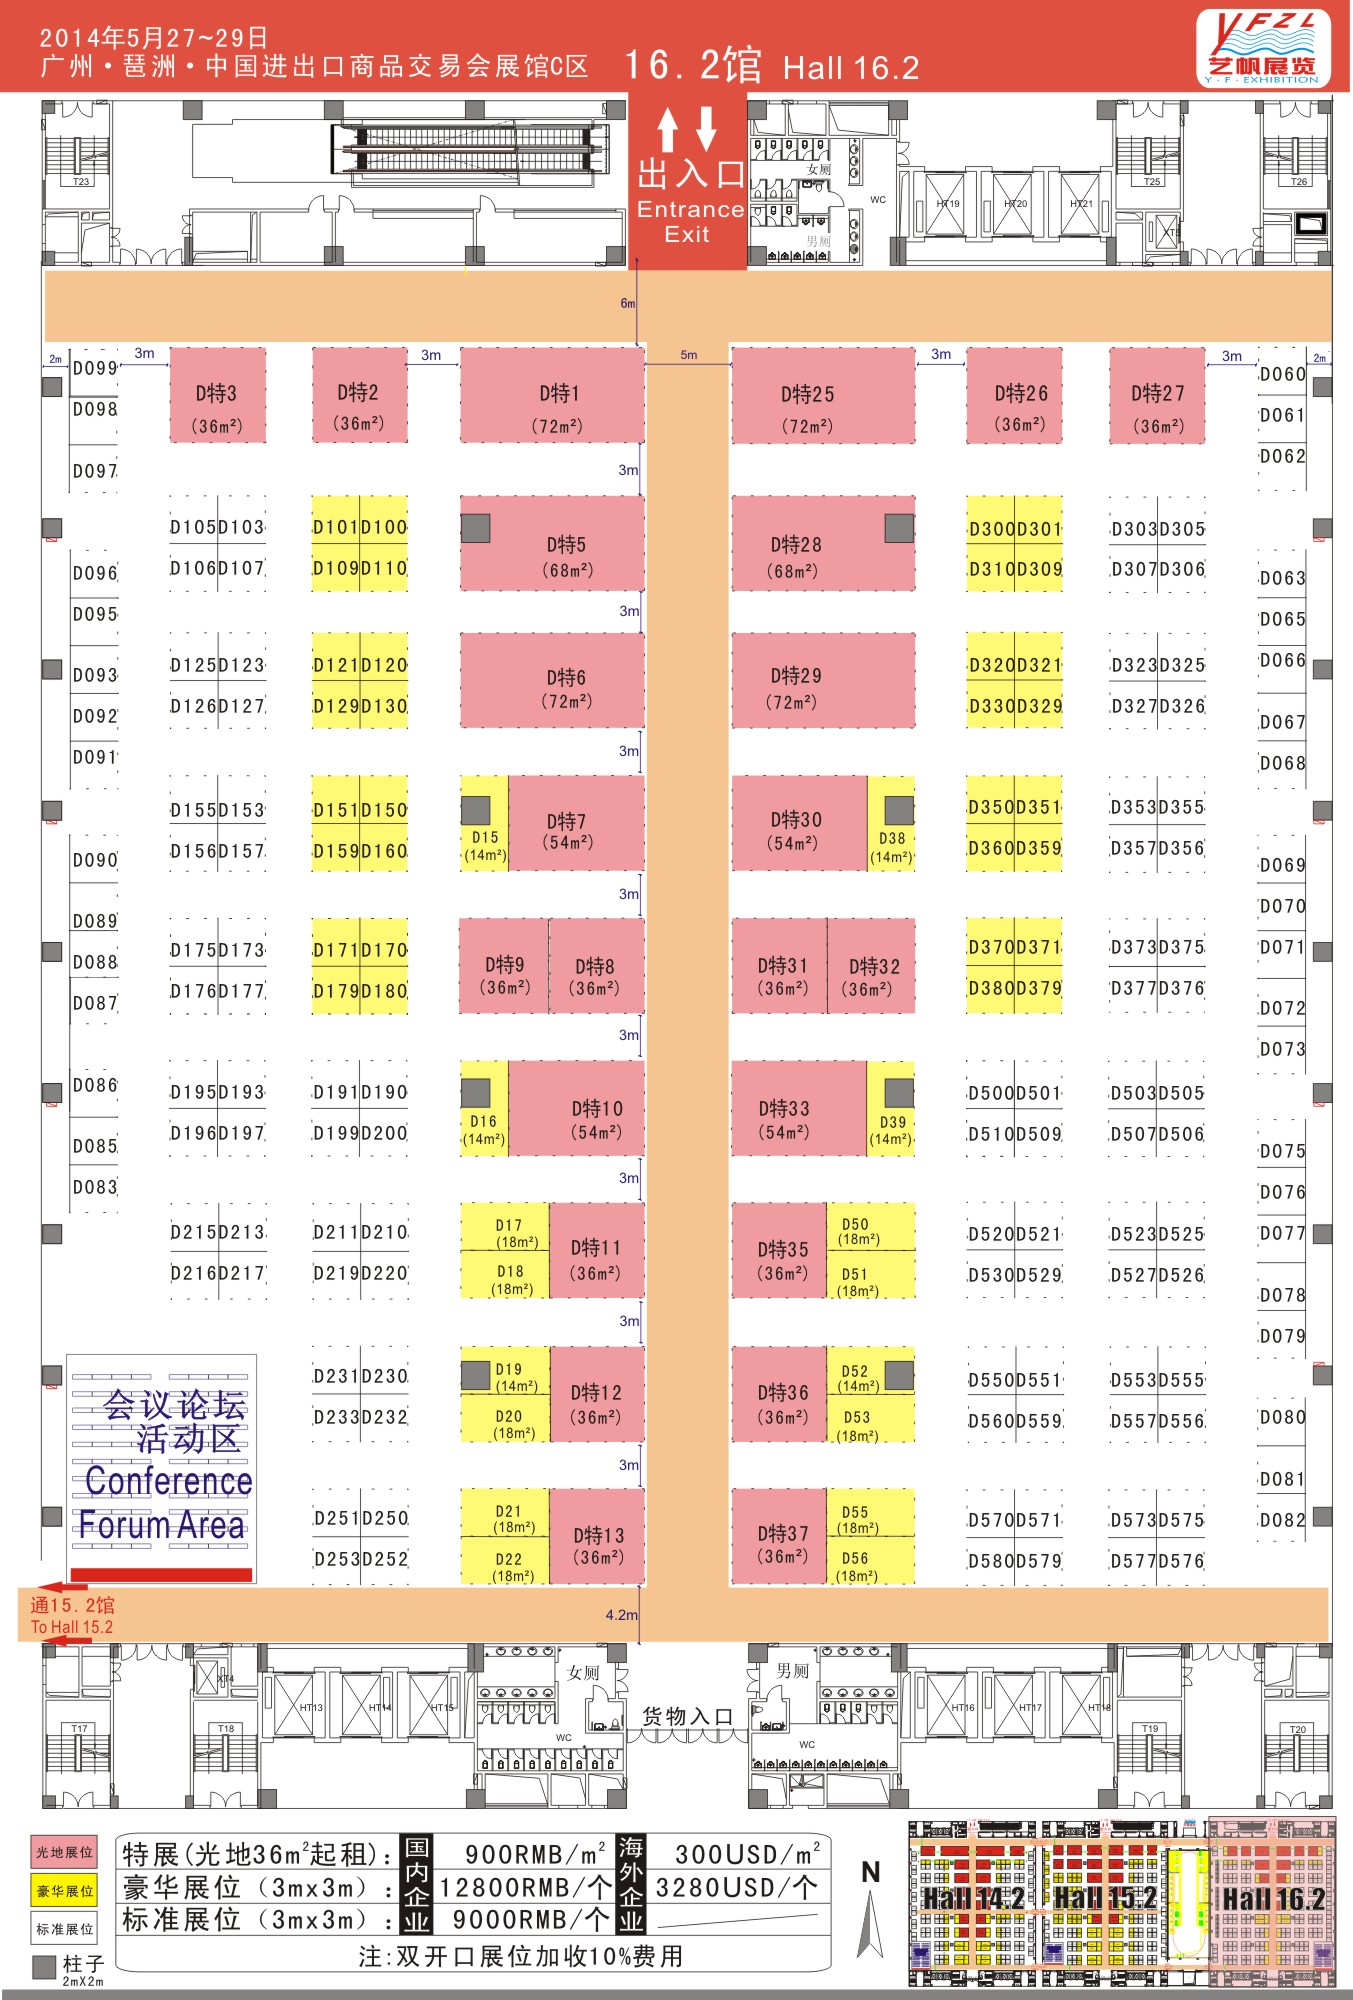 2014年5月27~29日
广州·琶洲·中国进出口商品交易会展馆C区
16.2馆 Hall 16.2
YFZL
艺帆展览
Y·F·EXHIBITION
出入口
Entrance
Exit
T23
女厕
男厕
WC
HT19 HT20 HT21
T25
T26
6m
2m 3m 3m 5m 3m 3m 2m
D099 D特3 (36m²) D特2 (36m²) D特1 (72m²) D特25 (72m²) D特26 (36m²) D特27 (36m²) D060
D098 D061
D097 3m D062
D105 D103 D101 D100 D特5 (68m²) D特28 (68m²) D300 D301 D303 D305
D106 D107 D109 D110 D310 D309 D307 D306
D096 D063
D095 3m D065
D125 D123 D121 D120 D特6 (72m²) D特29 (72m²) D320 D321 D323 D325
D126 D127 D129 D130 D330 D329 D327 D326
D093 D066
D092 D067
D091 3m D068
D155 D153 D151 D150 D15 (14m²) D特7 (54m²) D特30 (54m²) D38 (14m²) D350 D351 D353 D355
D156 D157 D159 D160 D360 D359 D357 D356
D090 D069
3m D070
D089
D175 D173 D171 D170 D特9 (36m²) D特8 (36m²) D特31 (36m²) D特32 (36m²) D370 D371 D373 D375
D176 D177 D179 D180 D380 D379 D377 D376
D088 D071
D087 D072
3m D073
D086
D195 D193 D191 D190 D16 (14m²) D特10 (54m²) D特33 (54m²) D39 (14m²) D500 D501 D503 D505
D196 D197 D199 D200 D510 D509 D507 D506
D085 D075
D083 3m D076
D215 D213 D211 D210 D17 (18m²) D特11 (36m²) D特35 (36m²) D50 (18m²) D520 D521 D523 D525 D077
D216 D217 D219 D220 D18 (18m²) D51 (18m²) D530 D529 D527 D526
D078
3m D079
D231 D230 D19 (14m²) D特12 (36m²) D特36 (36m²) D52 (14m²) D550 D551 D553 D555
D233 D232 D20 (18m²) D53 (18m²) D560 D559 D557 D556 D080
3m D081
D251 D250 D21 (18m²) D特13 (36m²) D特37 (36m²) D55 (18m²) D570 D571 D573 D575 D082
D253 D252 D22 (18m²) D56 (18m²) D580 D579 D577 D576
会议论坛
活动区
Conference
Forum Area
通15.2馆
To Hall 15.2
4.2m
XT4
HT13 HT14 HT15
女厕
男厕
HT16 HT17 HT18
货物入口
T17 T18 WC WC T19 T20
光地展位
豪华展位
标准展位
柱子
2mX2m
特展(光地36m²起租): 国内企业 900RMB/m² 海外企业 300USD/m²
豪华展位 (3mx3m): 12800RMB/个 3280USD/个
标准展位 (3mx3m): 9000RMB/个
注:双开口展位加收10%费用
N
Hall 14.2 Hall 15.2 Hall 16.2